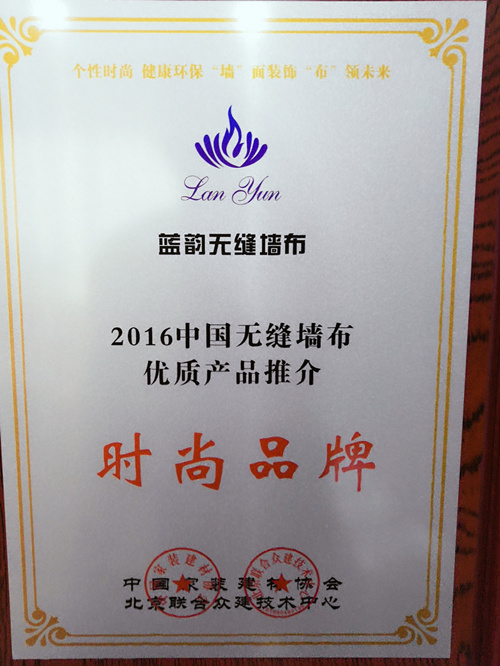 个性时尚 健康环保“墙”面装饰“布”领未来
Lan Yun
蓝韵无缝墙布
2016中国无缝墙布
优质产品推介
时尚品牌
中国家装建材协会
北京联合众建技术中心